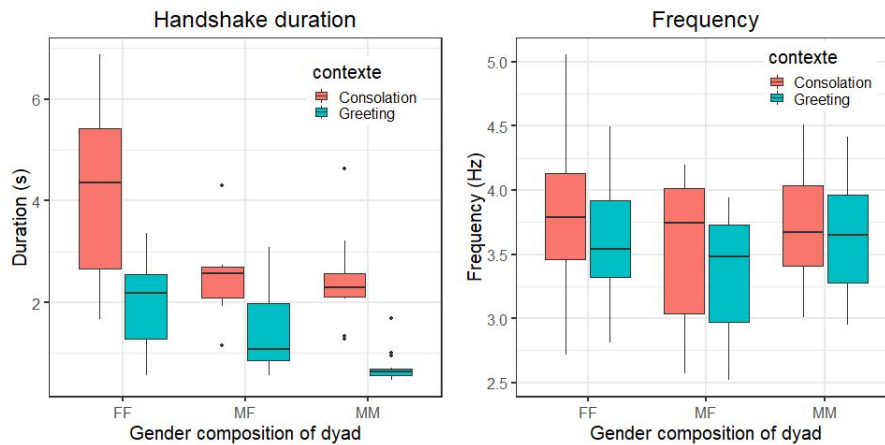 Handshake duration
contexte
Consolation
Greeting
Duration (s)
6
4
2
FF
MF
MM
Gender composition of dyad
Frequency
contexte
Consolation
Greeting
Frequency (Hz)
5.0
4.5
4.0
3.5
3.0
2.5
FF
MF
MM
Gender composition of dyad